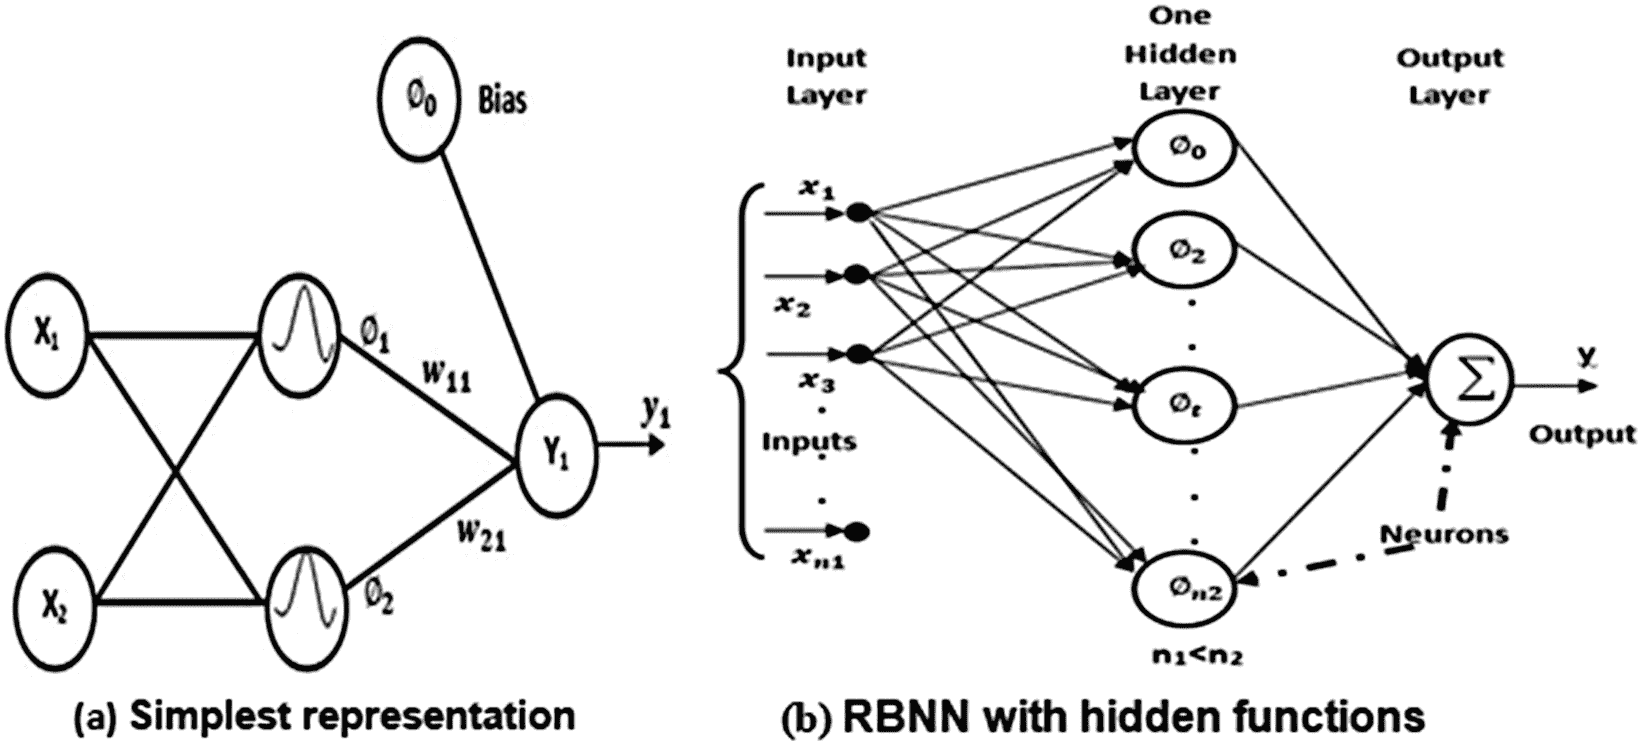 Ø₀ Bias
X₁
Ø₁
w₁₁
y₁
Y₁
w₂₁
X₂
Ø₂
(a) Simplest representation
Input
Layer
One
Hidden
Layer
Output
Layer
Ø₀
x₁
Ø₂
x₂
x₃
Øₜ
Σ
y
Inputs
Output
Neurons
xₙ₁
Øₙ₂
n₁<n₂
(b) RBNN with hidden functions